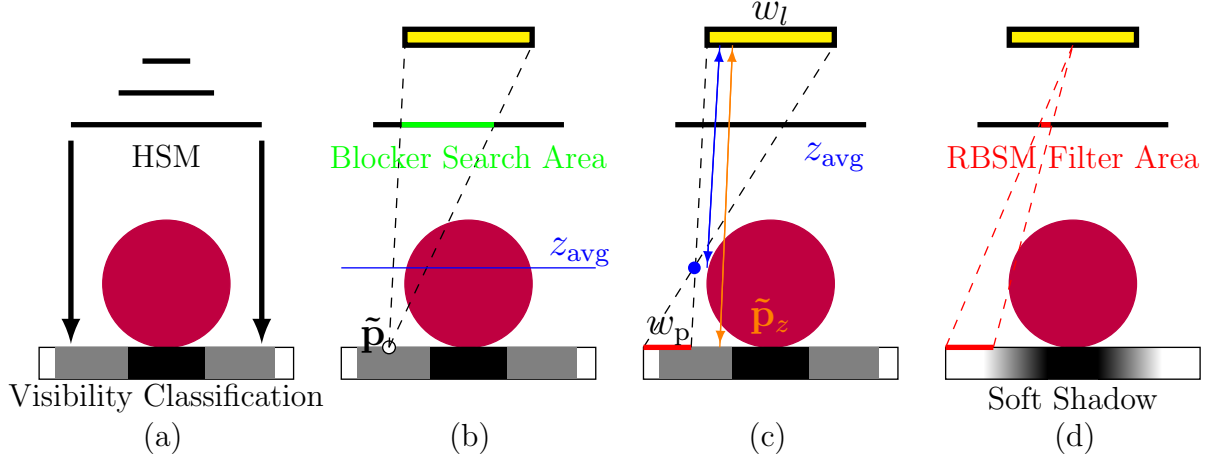 HSM
Visibility Classification
(a)
Blocker Search Area
z_avg
p̃
(b)
w_l
z_avg
p̃_z
w_p
(c)
RBSM Filter Area
Soft Shadow
(d)